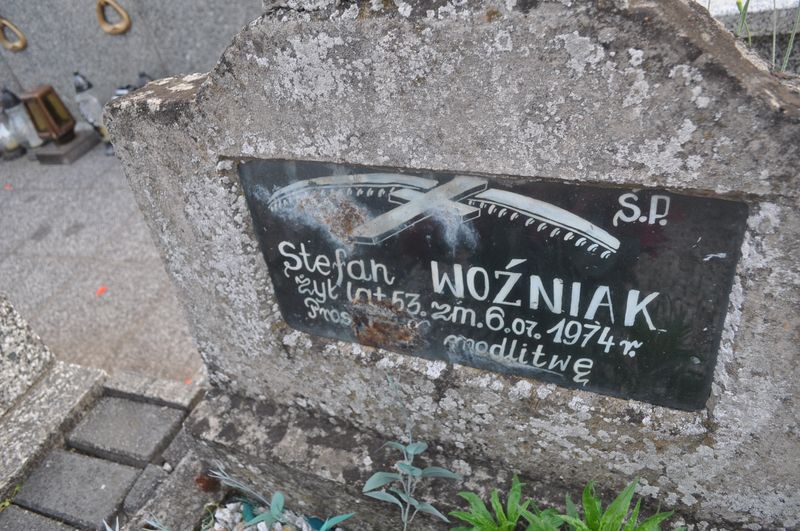 Ś.P.
Stefan WOŹNIAK
Żył lat 53. zm. 6.07.1974 r.
modlitwę